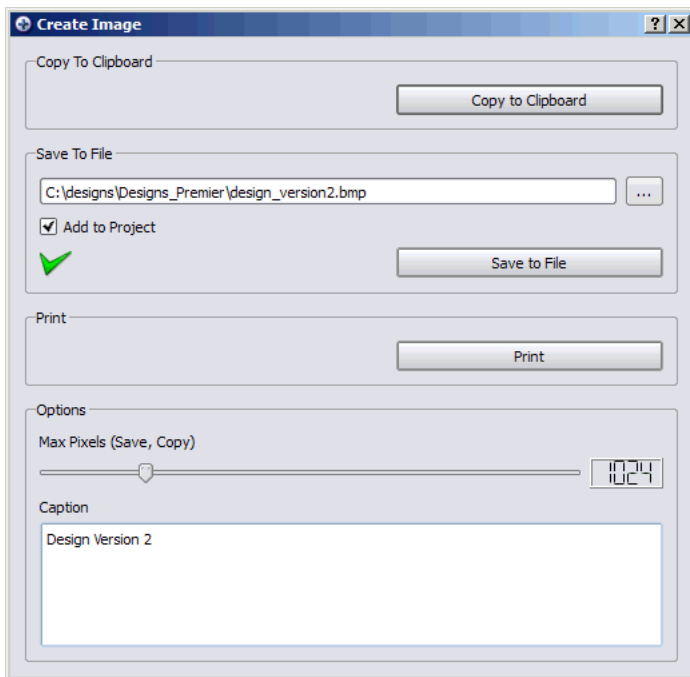 Create Image
Copy To Clipboard
Copy to Clipboard
Save To File
C:\designs\Designs_Premier\design_version2.bmp
...
Add to Project
Save to File
Print
Print
Options
Max Pixels (Save, Copy)
1024
Caption
Design Version 2